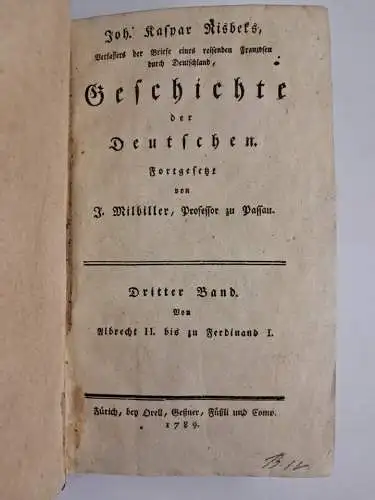 Joh. Kaspar Risbeks,
Verfassers der Briefe eines reisenden Franzosen
durch Deutschland,
Geschichte
der
Deutschen.
Fortgesetzt
von
J. Milbiller, Professor zu Passau.
Dritter Band.
Von
Albrecht II. bis zu Ferdinand I.
Zürich, bey Orell, Geßner, Füßli und Comp.
1789.